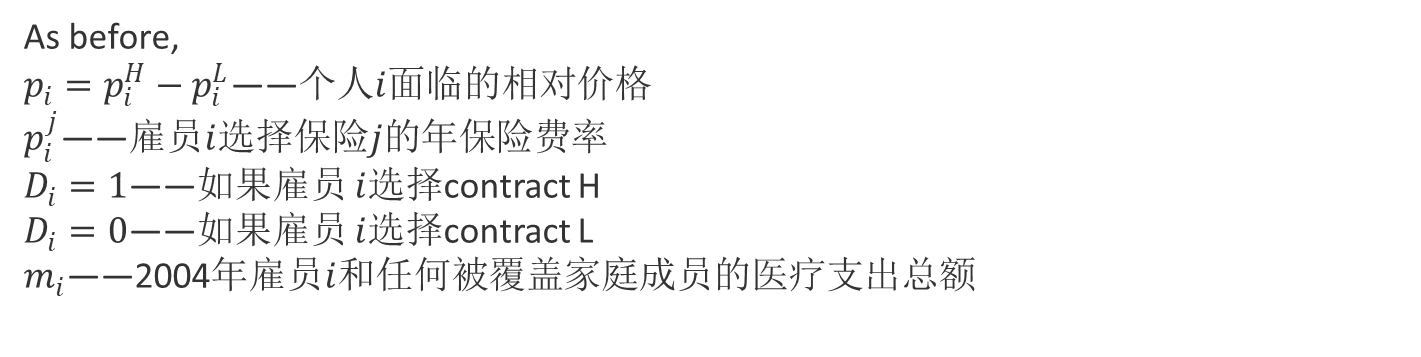 As before,
pᵢ = pᵢᴴ − pᵢᴸ——个人i面临的相对价格
pᵢʲ——雇员i选择保险j的年保险费率
Dᵢ = 1——如果雇员 i选择contract H
Dᵢ = 0——如果雇员 i选择contract L
mᵢ——2004年雇员i和任何被覆盖家庭成员的医疗支出总额